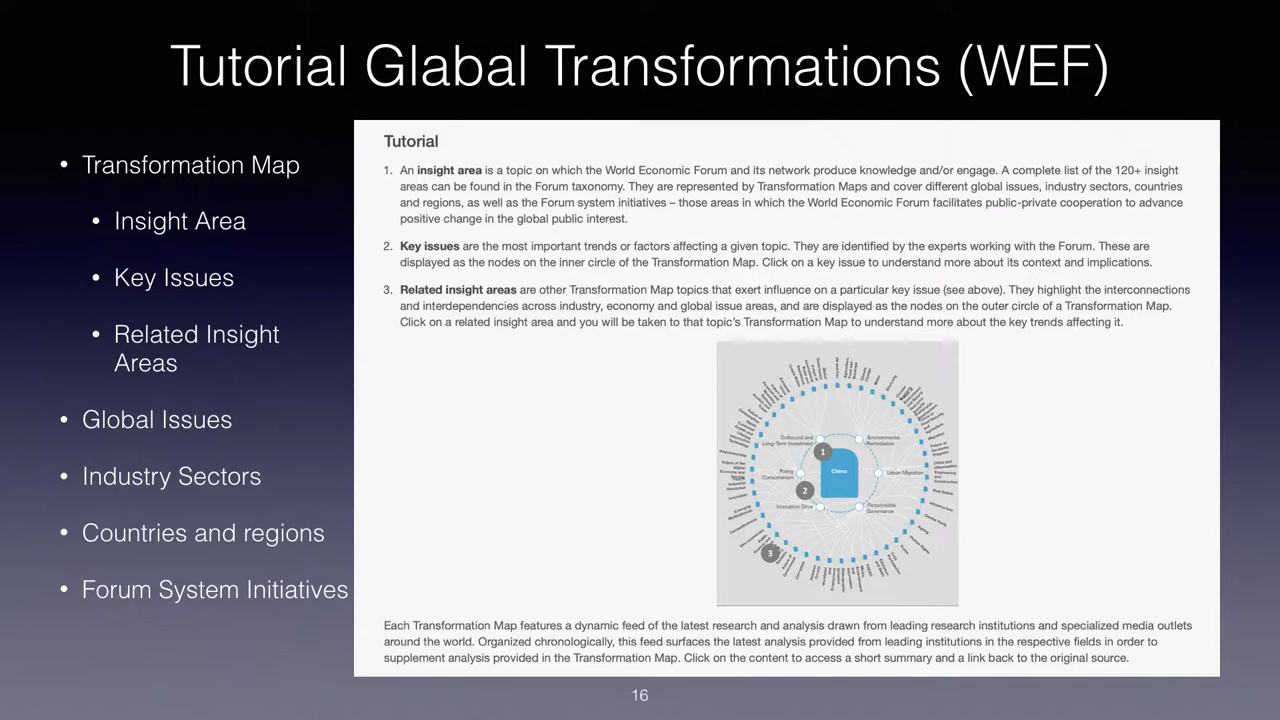 Tutorial Glabal Transformations (WEF)
• Transformation Map
• Insight Area
• Key Issues
• Related Insight
Areas
• Global Issues
• Industry Sectors
• Countries and regions
• Forum System Initiatives
Tutorial
1. An insight area is a topic on which the World Economic Forum and its network produce knowledge and/or engage. A complete list of the 120+ insight
areas can be found in the Forum taxonomy. They are represented by Transformation Maps and cover different global issues, industry sectors, countries
and regions, as well as the Forum system initiatives – those areas in which the World Economic Forum facilitates public-private cooperation to advance
positive change in the global public interest.
2. Key issues are the most important trends or factors affecting a given topic. They are identified by the experts working with the Forum. These are
displayed as the nodes on the inner circle of the Transformation Map. Click on a key issue to understand more about its context and implications.
3. Related insight areas are other Transformation Map topics that exert influence on a particular key issue (see above). They highlight the interconnections
and interdependencies across industry, economy and global issue areas, and are displayed as the nodes on the outer circle of a Transformation Map.
Click on a related insight area and you will be taken to that topic's Transformation Map to understand more about the key trends affecting it.
Outbound and
Long-Term Investment
Environmental
Remediation
1
China
Rising
Consumerism
Urban Migration
2
Innovation Drive
Responsible
Governance
3
Each Transformation Map features a dynamic feed of the latest research and analysis drawn from leading research institutions and specialized media outlets
around the world. Organized chronologically, this feed surfaces the latest analysis provided from leading institutions in the respective fields in order to
supplement analysis provided in the Transformation Map. Click on the content to access a short summary and a link back to the original source.
16